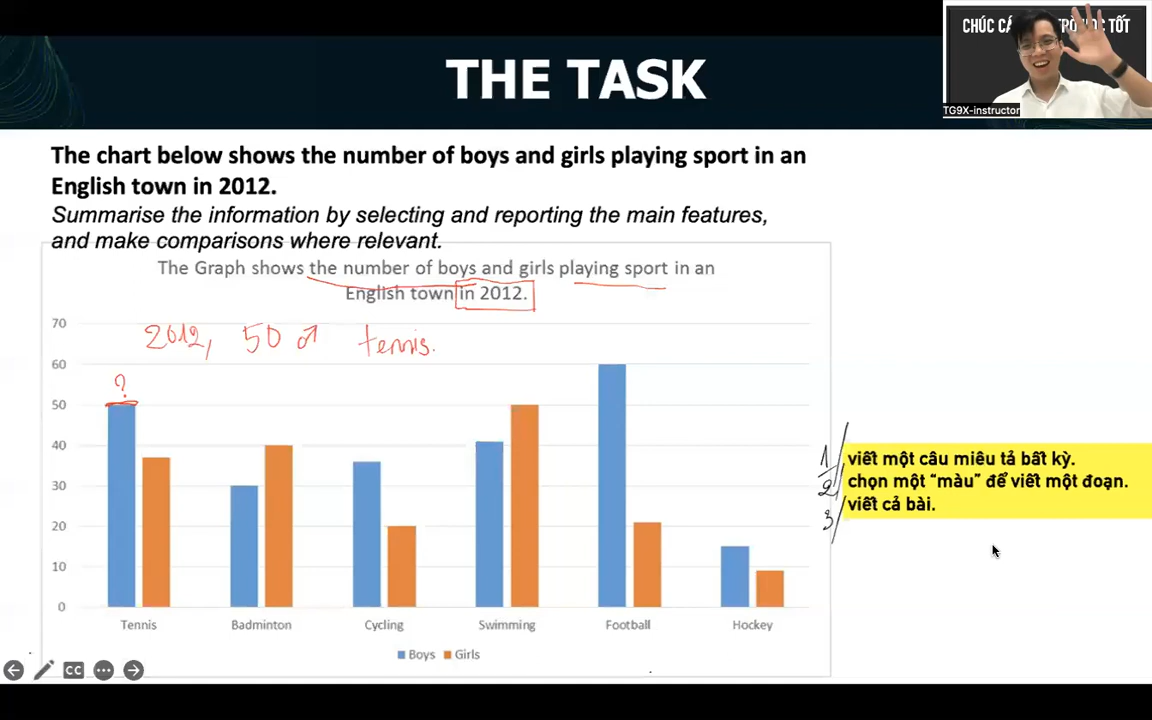 CHÚC CẢ
HỌC TỐT
TG9X-instructor
THE TASK
The chart below shows the number of boys and girls playing sport in an
English town in 2012.
Summarise the information by selecting and reporting the main features,
and make comparisons where relevant.
The Graph shows the number of boys and girls playing sport in an
English town in 2012.
2012, 50 ♂ tennis.
?
70
60
50
40
30
20
10
0
Tennis Badminton Cycling Swimming Football Hockey
Boys Girls
1/ viết một câu miêu tả bất kỳ.
2/ chọn một “màu” để viết một đoạn.
3/ viết cả bài.
CC